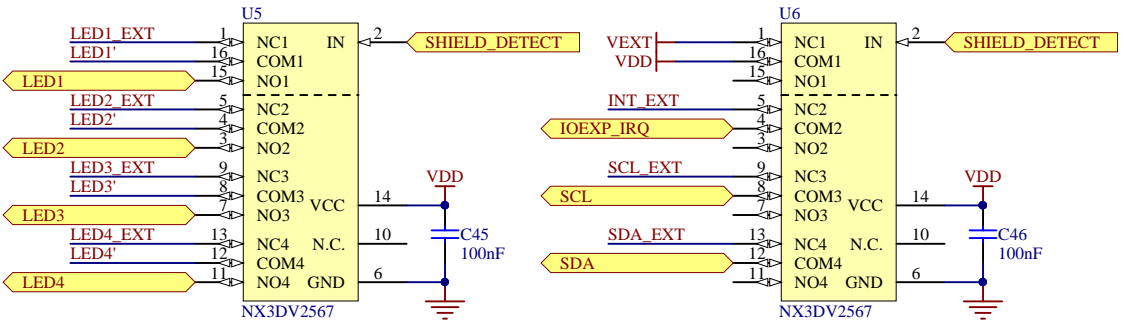 U5
LED1_EXT 1 NC1 IN 2 SHIELD_DETECT
LED1' 16 COM1
LED1 15 NO1
LED2_EXT 5 NC2
LED2' 4 COM2
LED2 3 NO2
LED3_EXT 9 NC3
LED3' 8 COM3
LED3 7 NO3
VCC 14 VDD
LED4_EXT 13 NC4 N.C. 10
LED4' 12 COM4
LED4 11 NO4 GND 6
C45
100nF
NX3DV2567
U6
VEXT 1 NC1 IN 2 SHIELD_DETECT
VDD 16 COM1
15 NO1
INT_EXT 5 NC2
IOEXP_IRQ 4 COM2
3 NO2
SCL_EXT 9 NC3
SCL 8 COM3
7 NO3
VCC 14 VDD
SDA_EXT 13 NC4 N.C. 10
SDA 12 COM4
11 NO4 GND 6
C46
100nF
NX3DV2567